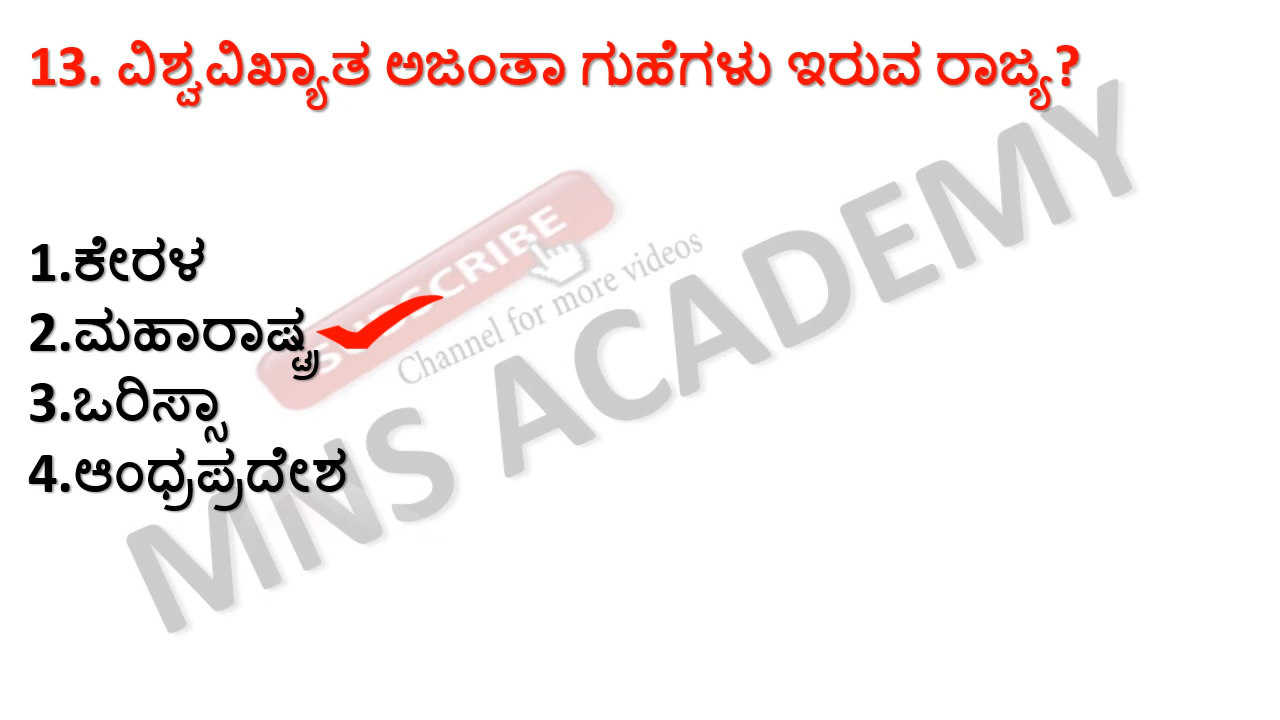 13. ವಿಶ್ವವಿಖ್ಯಾತ ಅಜಂತಾ ಗುಹೆಗಳು ಇರುವ ರಾಜ್ಯ?
1.ಕೇರಳ
2.ಮಹಾರಾಷ್ಟ್ರ
3.ಒರಿಸ್ಸಾ
4.ಆಂಧ್ರಪ್ರದೇಶ
SUBSCRIBE
Channel for more videos
MNS ACADEMY